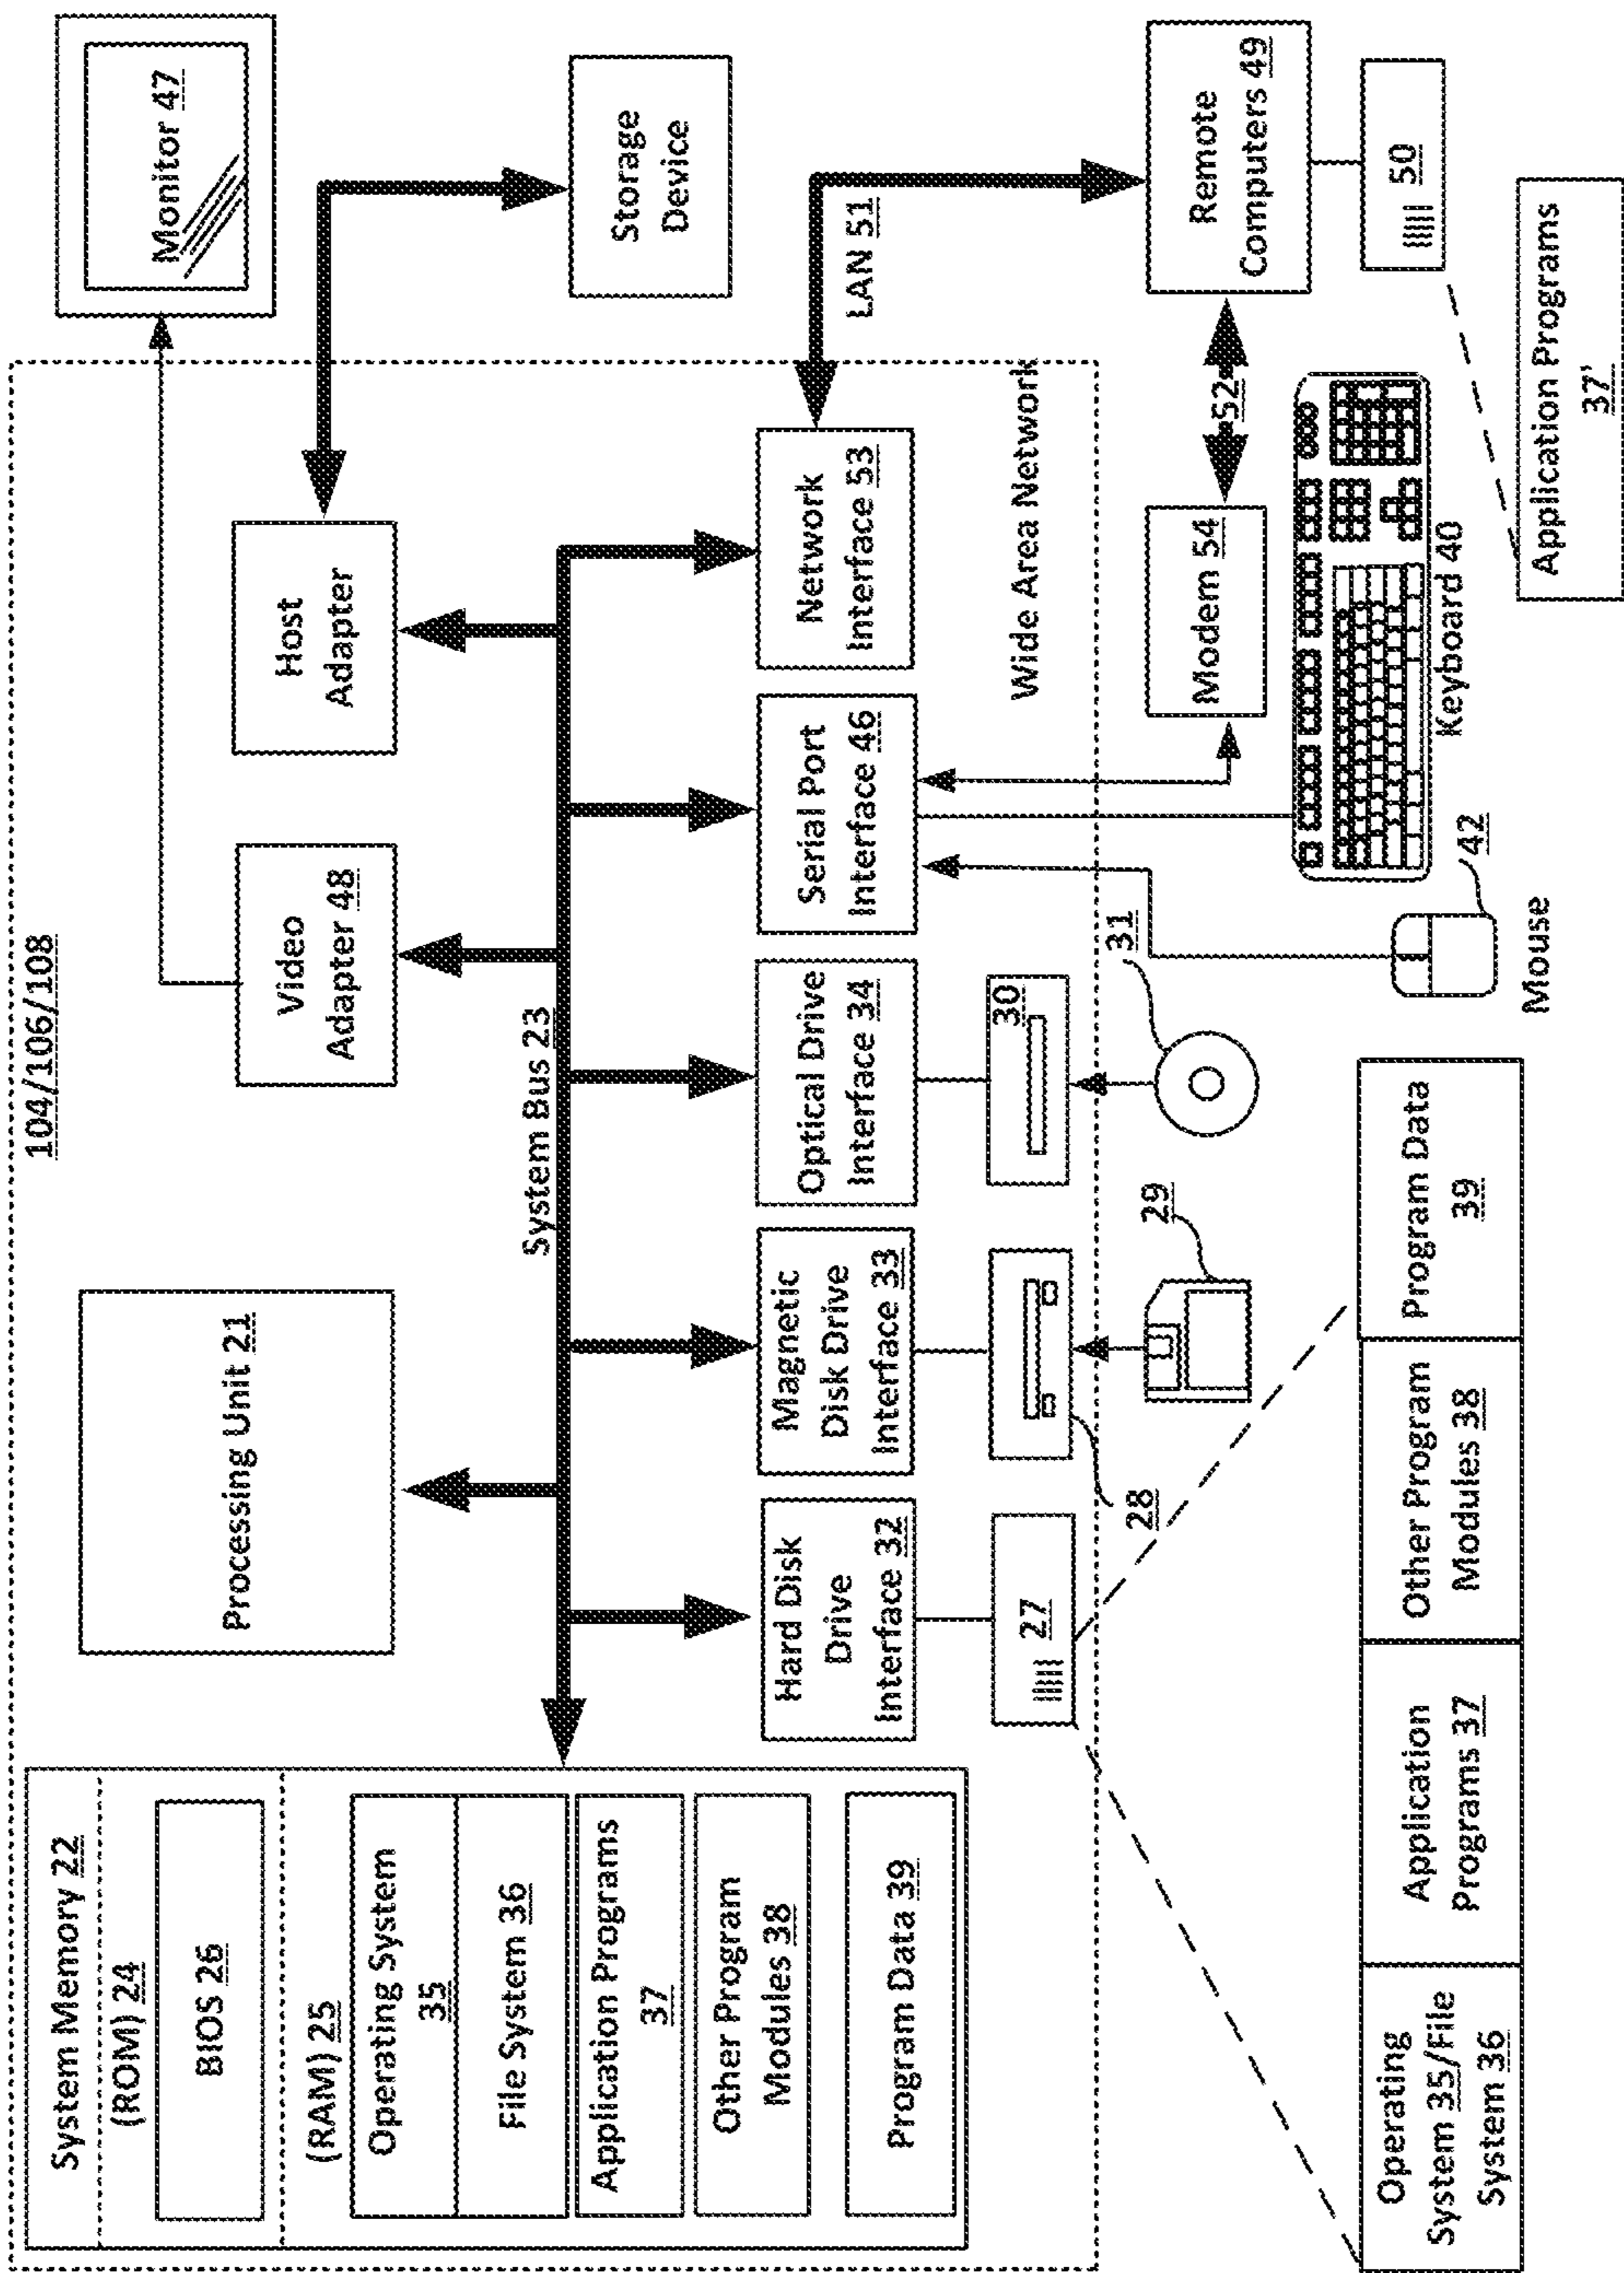 104/106/108
System Memory 22
(ROM) 24
BIOS 26
(RAM) 25
Operating System
35
File System 36
Application Programs
37
Other Program
Modules 38
Program Data 39
Processing Unit 21
Video
Adapter 48
Host
Adapter
Monitor 47
Storage
Device
System Bus 23
Hard Disk
Drive
Interface 32
Magnetic
Disk Drive
Interface 33
Optical Drive
Interface 34
Serial Port
Interface 46
Network
Interface 53
LAN 51
27
28
30
29
31
Wide Area Network
Modem 54
52
Remote
Computers 49
50
Keyboard 40
42
Mouse
Application Programs
37'
Operating
System 35/File
System 36
Application
Programs 37
Other Program
Modules 38
Program Data
39